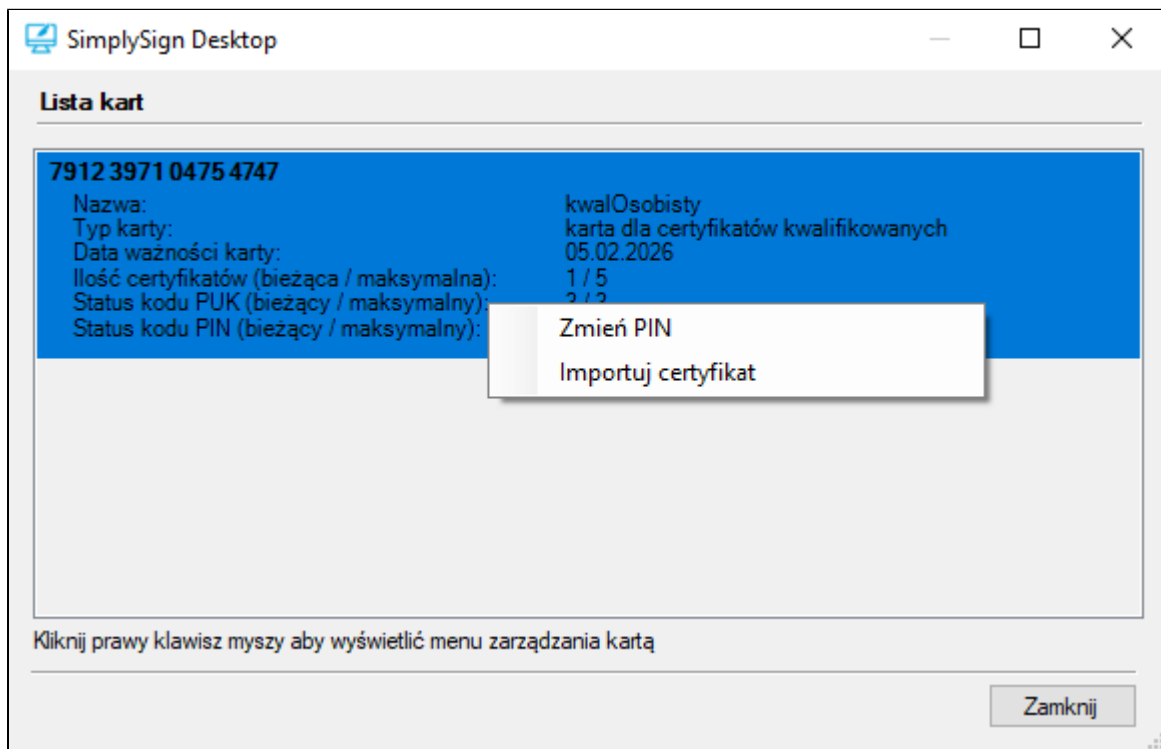 SimplySign Desktop
Lista kart
7912 3971 0475 4747
Nazwa: kwalOsobisty
Typ karty: karta dla certyfikatów kwalifikowanych
Data ważności karty: 05.02.2026
Ilość certyfikatów (bieżąca / maksymalna): 1 / 5
Status kodu PUK (bieżący / maksymalny): 3 / 3
Status kodu PIN (bieżący / maksymalny):
Zmień PIN
Importuj certyfikat
Kliknij prawy klawisz myszy aby wyświetlić menu zarządzania kartą
Zamknij